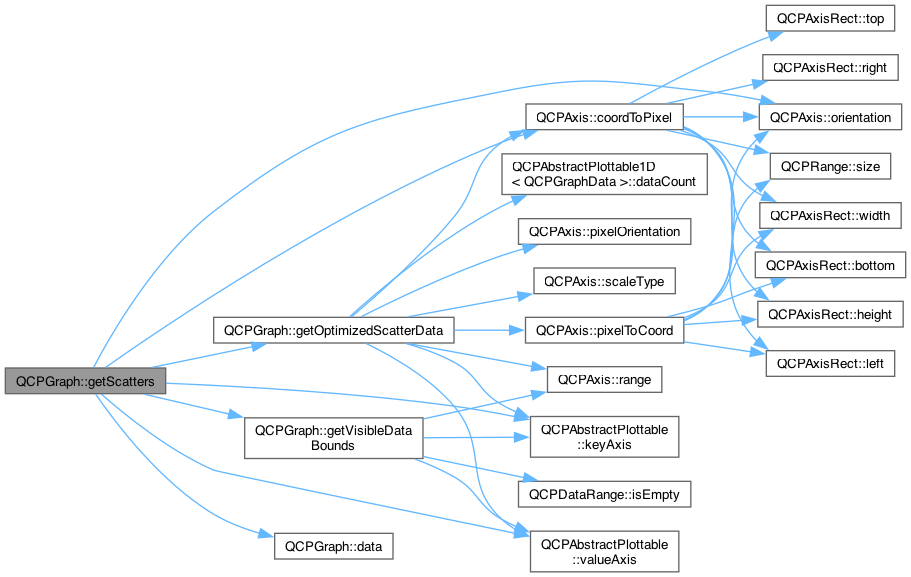 QCPGraph::getScatters
QCPGraph::getOptimizedScatterData
QCPGraph::getVisibleData
Bounds
QCPGraph::data
QCPAxis::coordToPixel
QCPAbstractPlottable1D
< QCPGraphData >::dataCount
QCPAxis::pixelOrientation
QCPAxis::scaleType
QCPAxis::pixelToCoord
QCPAxis::range
QCPAbstractPlottable
::keyAxis
QCPDataRange::isEmpty
QCPAbstractPlottable
::valueAxis
QCPAxisRect::top
QCPAxisRect::right
QCPAxis::orientation
QCPRange::size
QCPAxisRect::width
QCPAxisRect::bottom
QCPAxisRect::height
QCPAxisRect::left